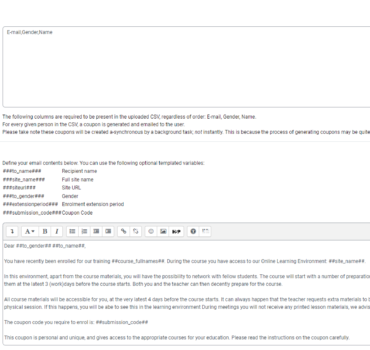 E-mail,Gender,Name
The following columns are required to be present in the uploaded CSV, regardless of order: E-mail, Gender, Name.
For every given person in the CSV, a coupon is generated and emailed to the user.
Please take note these coupons will be created a-synchronous by a background task, not instantly. This is because the process of generating coupons may be quite
Define your email contents below. You can use the following optional templated variables:
###to_name### Recipient name
###site_name### Full site name
###siteurl### Site URL
###to_gender### Gender
###extensionperiod### Enrolment extension period
###submission_code### Coupon Code
Dear ##to_gender## ##to_name##,
You have recently been enrolled for our training ##course_fullname##. During the course you have access to our Online Learning Environment: ##site_name##.
In this environment, apart from the course materials, you will have the possibility to network with fellow students. The course will start with a number of preparatio
them at the latest 3 (work)days before the course starts. Both you and the teacher can then decently prepare for the course.
All course materials will be accessible for you, at the very latest 4 days before the course starts. It can always happen that the teacher requests extra materials to
physical session. If this happens, you will be able to see this in the learning environment During meetings you will not receive any printed lesson materials, we advi
The coupon code you require to enrol is: ##submission_code##
This coupon is personal and unique, and gives access to the appropriate courses for your education. Please read the instructions on the coupon carefully.